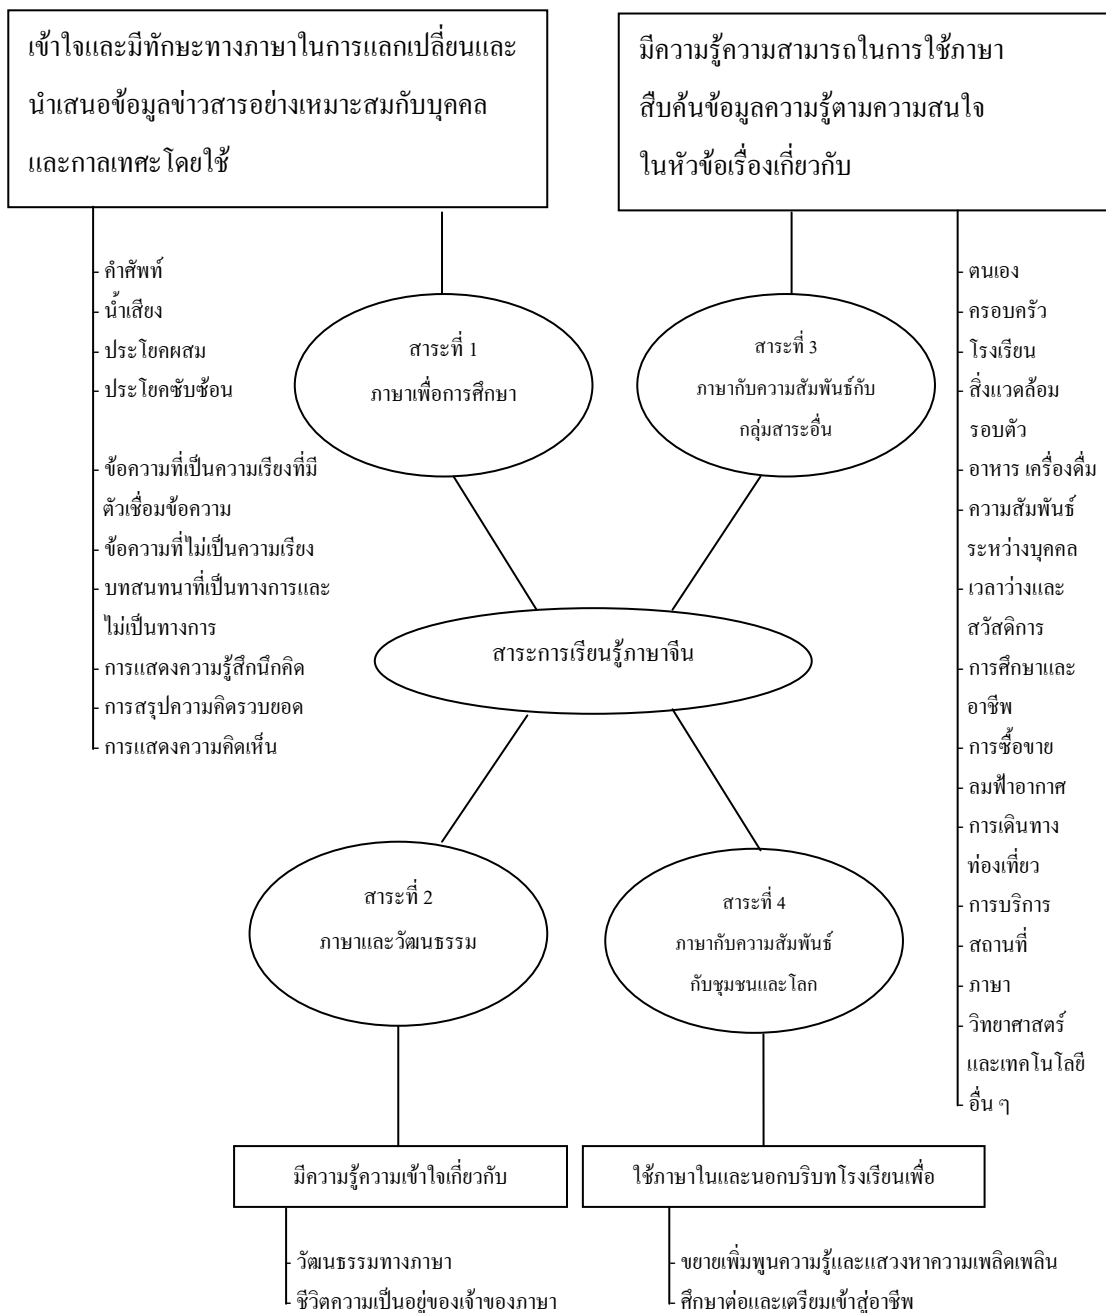 เข้าใจและมีทักษะทางภาษาในการแลกเปลี่ยนและ
นำเสนอข้อมูลข่าวสารอย่างเหมาะสมกับบุคคล
และกาลเทศะโดยใช้
- คำศัพท์
- น้ำเสียง
- ประโยคผสม
- ประโยคซับซ้อน
- ข้อความที่เป็นความเรียงที่มี
ตัวเชื่อมข้อความ
- ข้อความที่ไม่เป็นความเรียง
- บทสนทนาที่เป็นทางการและ
ไม่เป็นทางการ
- การแสดงความรู้สึกนึกคิด
- การสรุปความคิดรวบยอด
- การแสดงความคิดเห็น
สาระที่ 1
ภาษาเพื่อการศึกษา
มีความรู้ความสามารถในการใช้ภาษา
สืบค้นข้อมูลความรู้ตามความสนใจ
ในหัวข้อเรื่องเกี่ยวกับ
สาระที่ 3
ภาษากับความสัมพันธ์กับ
กลุ่มสาระอื่น
- ตนเอง
- ครอบครัว
- โรงเรียน
- สิ่งแวดล้อม
รอบตัว
- อาหาร เครื่องดื่ม
- ความสัมพันธ์
ระหว่างบุคคล
- เวลาว่างและ
สวัสดิการ
- การศึกษาและ
อาชีพ
- การซื้อขาย
- ลมฟ้าอากาศ
- การเดินทาง
ท่องเที่ยว
- การบริการ
- สถานที่
- ภาษา
- วิทยาศาสตร์
และเทคโนโลยี
- อื่น ๆ
สาระการเรียนรู้ภาษาจีน
สาระที่ 2
ภาษาและวัฒนธรรม
สาระที่ 4
ภาษากับความสัมพันธ์
กับชุมชนและโลก
มีความรู้ความเข้าใจเกี่ยวกับ
- วัฒนธรรมทางภาษา
- ชีวิตความเป็นอยู่ของเจ้าของภาษา
ใช้ภาษาในและนอกบริบทโรงเรียนเพื่อ
- ขยายเพิ่มพูนความรู้และแสวงหาความเพลิดเพลิน
- ศึกษาต่อและเตรียมเข้าสู่อาชีพ